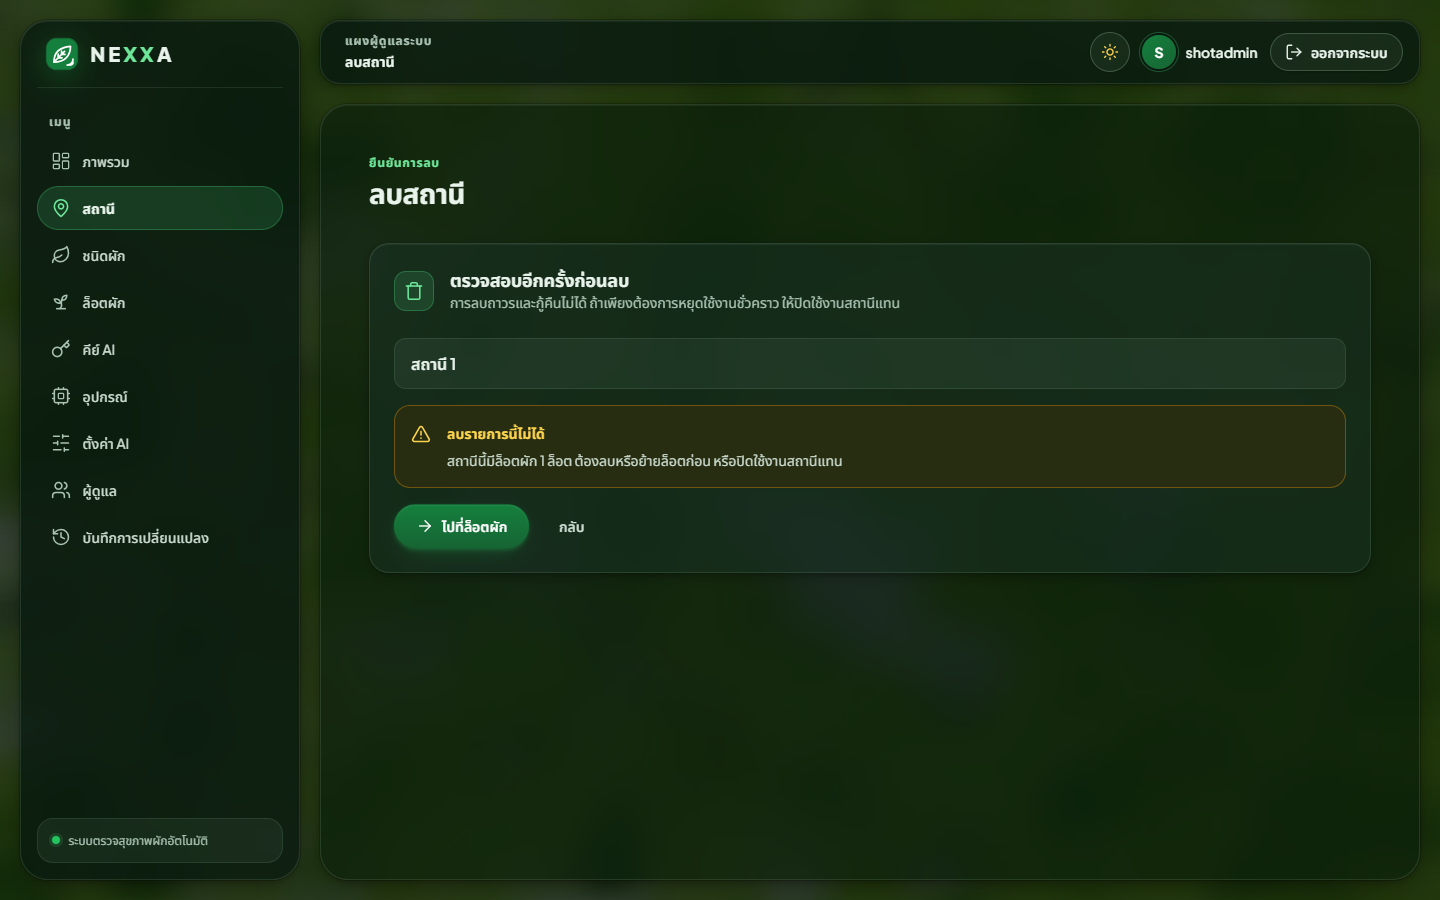 NEXXA
เมนู
ภาพรวม
สถานี
ชนิดผัก
ล็อตผัก
คีย์ AI
อุปกรณ์
ตั้งค่า AI
ผู้ดูแล
บันทึกการเปลี่ยนแปลง
ระบบตรวจสุขภาพผักอัตโนมัติ
แผงผู้ดูแลระบบ
ลบสถานี
S
shotadmin
ออกจากระบบ
ยืนยันการลบ
ลบสถานี
ตรวจสอบอีกครั้งก่อนลบ
การลบถาวรและกู้คืนไม่ได้ ถ้าเพียงต้องการหยุดใช้งานชั่วคราว ให้ปิดใช้งานสถานีแทน
สถานี 1
ลบรายการนี้ไม่ได้
สถานีนี้มีล็อตผัก 1 ล็อต ต้องลบหรือย้ายล็อตก่อน หรือปิดใช้งานสถานีแทน
ไปที่ล็อตผัก
กลับ